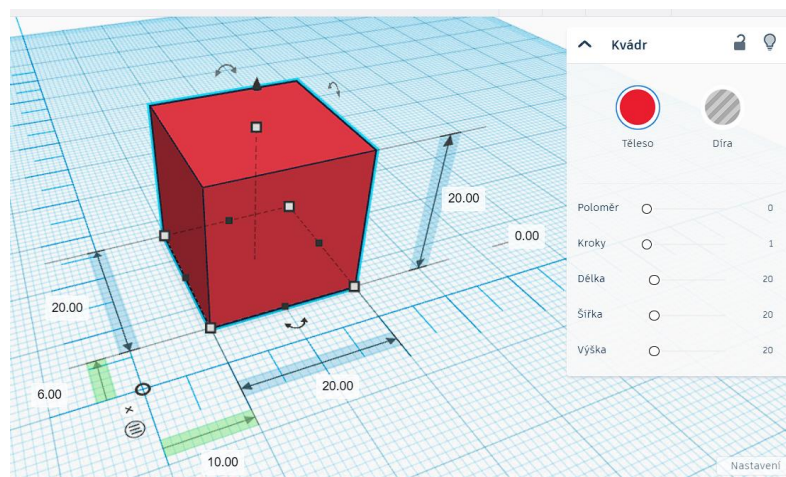 Kvádr
Těleso
Díra
Poloměr 0
Kroky 1
Délka 20
Šířka 20
Výška 20
20.00
0.00
20.00
20.00
6.00
10.00
Nastavení